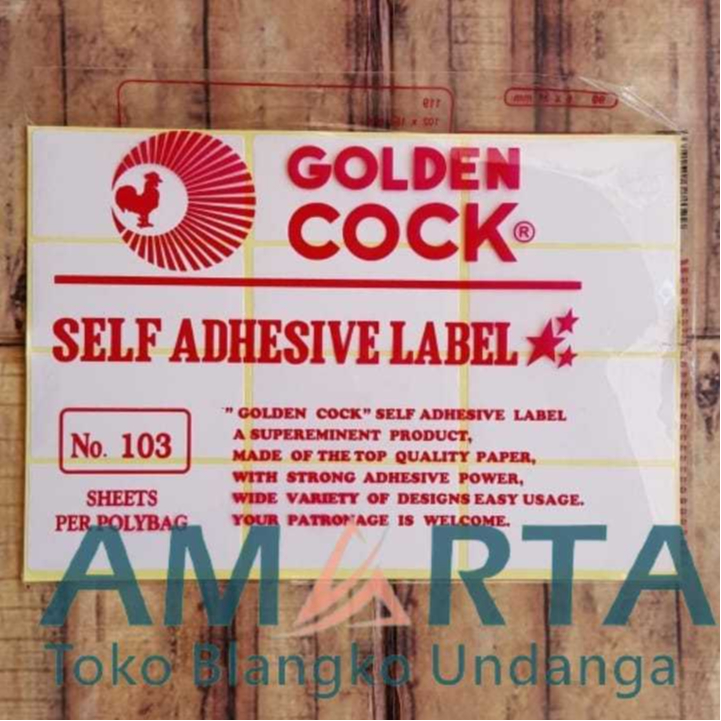 GOLDEN
COCK®
SELF ADHESIVE LABEL
No. 103
SHEETS
PER POLYBAG
" GOLDEN COCK" SELF ADHESIVE LABEL
A SUPEREMINENT PRODUCT,
MADE OF THE TOP QUALITY PAPER,
WITH STRONG ADHESIVE POWER,
WIDE VARIETY OF DESIGNS EASY USAGE.
YOUR PATRONAGE IS WELCOME.
AMARTA
Toko Blangko Undanga